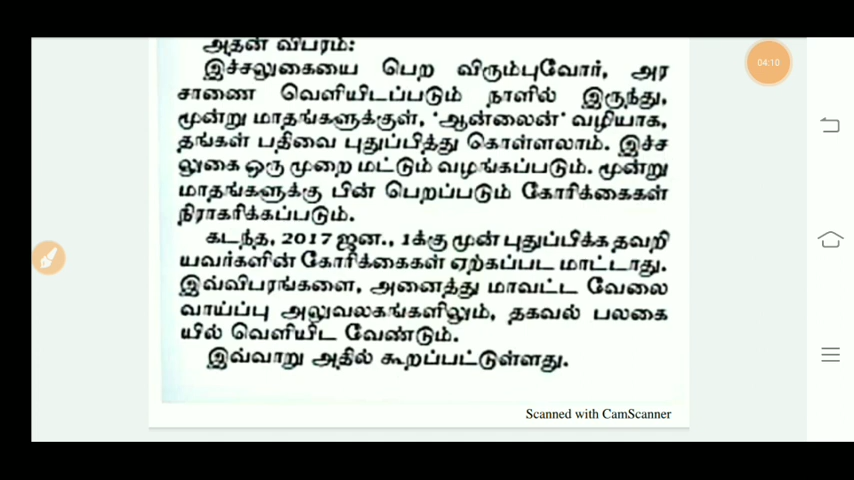 அதன் விபரம்:
இச்சலுகையை பெற விரும்புவோர், அர
சாணை வெளியிடப்படும் நாளில் இருந்து,
மூன்று மாதங்களுக்குள், 'ஆன்லைன்' வழியாக,
தங்கள் பதிவை புதுப்பித்து கொள்ளலாம். இச்ச
லுகை ஒரு முறை மட்டும் வழங்கப்படும். மூன்று
மாதங்களுக்கு பின் பெறப்படும் கோரிக்கைகள்
நிராகரிக்கப்படும்.
கடந்த, 2017 ஜன., 1க்கு முன் புதுப்பிக்க தவறி
யவர்களின் கோரிக்கைகள் ஏற்கப்பட மாட்டாது.
இவ்விபரங்களை, அனைத்து மாவட்ட வேலை
வாய்ப்பு அலுவலகங்களிலும், தகவல் பலகை
யில் வெளியிட வேண்டும்.
இவ்வாறு அதில் கூறப்பட்டுள்ளது.
Scanned with CamScanner
04:10